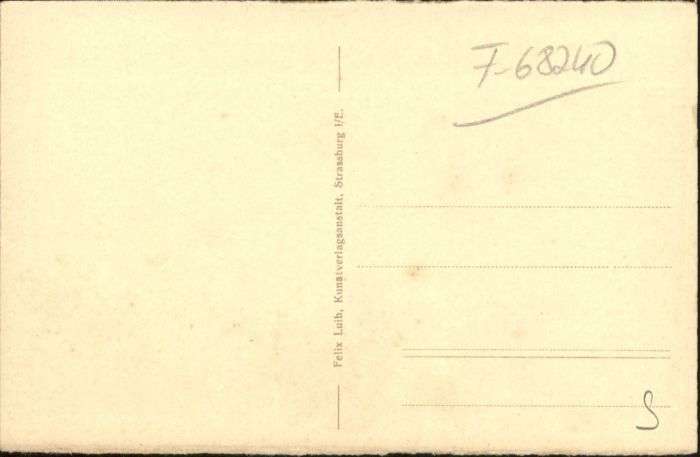 F-68240
Felix Luib, Kunstverlagsanstalt, Strassburg i/E.
S